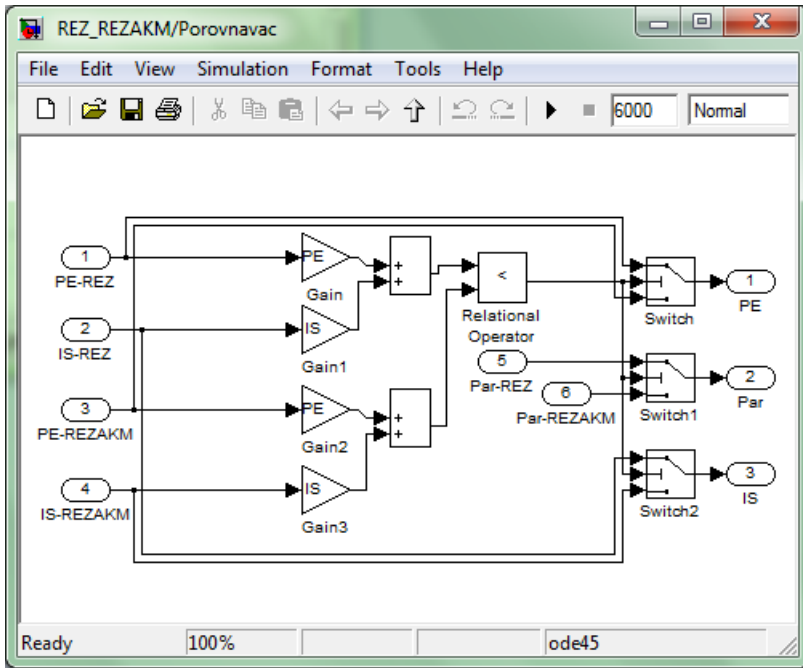 REZ_REZAKM/Porovnavac
File Edit View Simulation Format Tools Help
6000 Normal
1
PE-REZ
2
IS-REZ
3
PE-REZAKM
4
IS-REZAKM
PE
Gain
IS
Gain1
PE
Gain2
IS
Gain3
+
+
+
+
<
Relational
Operator
5
Par-REZ
6
Par-REZAKM
Switch
Switch1
Switch2
1
PE
2
Par
3
IS
Ready 100% ode45